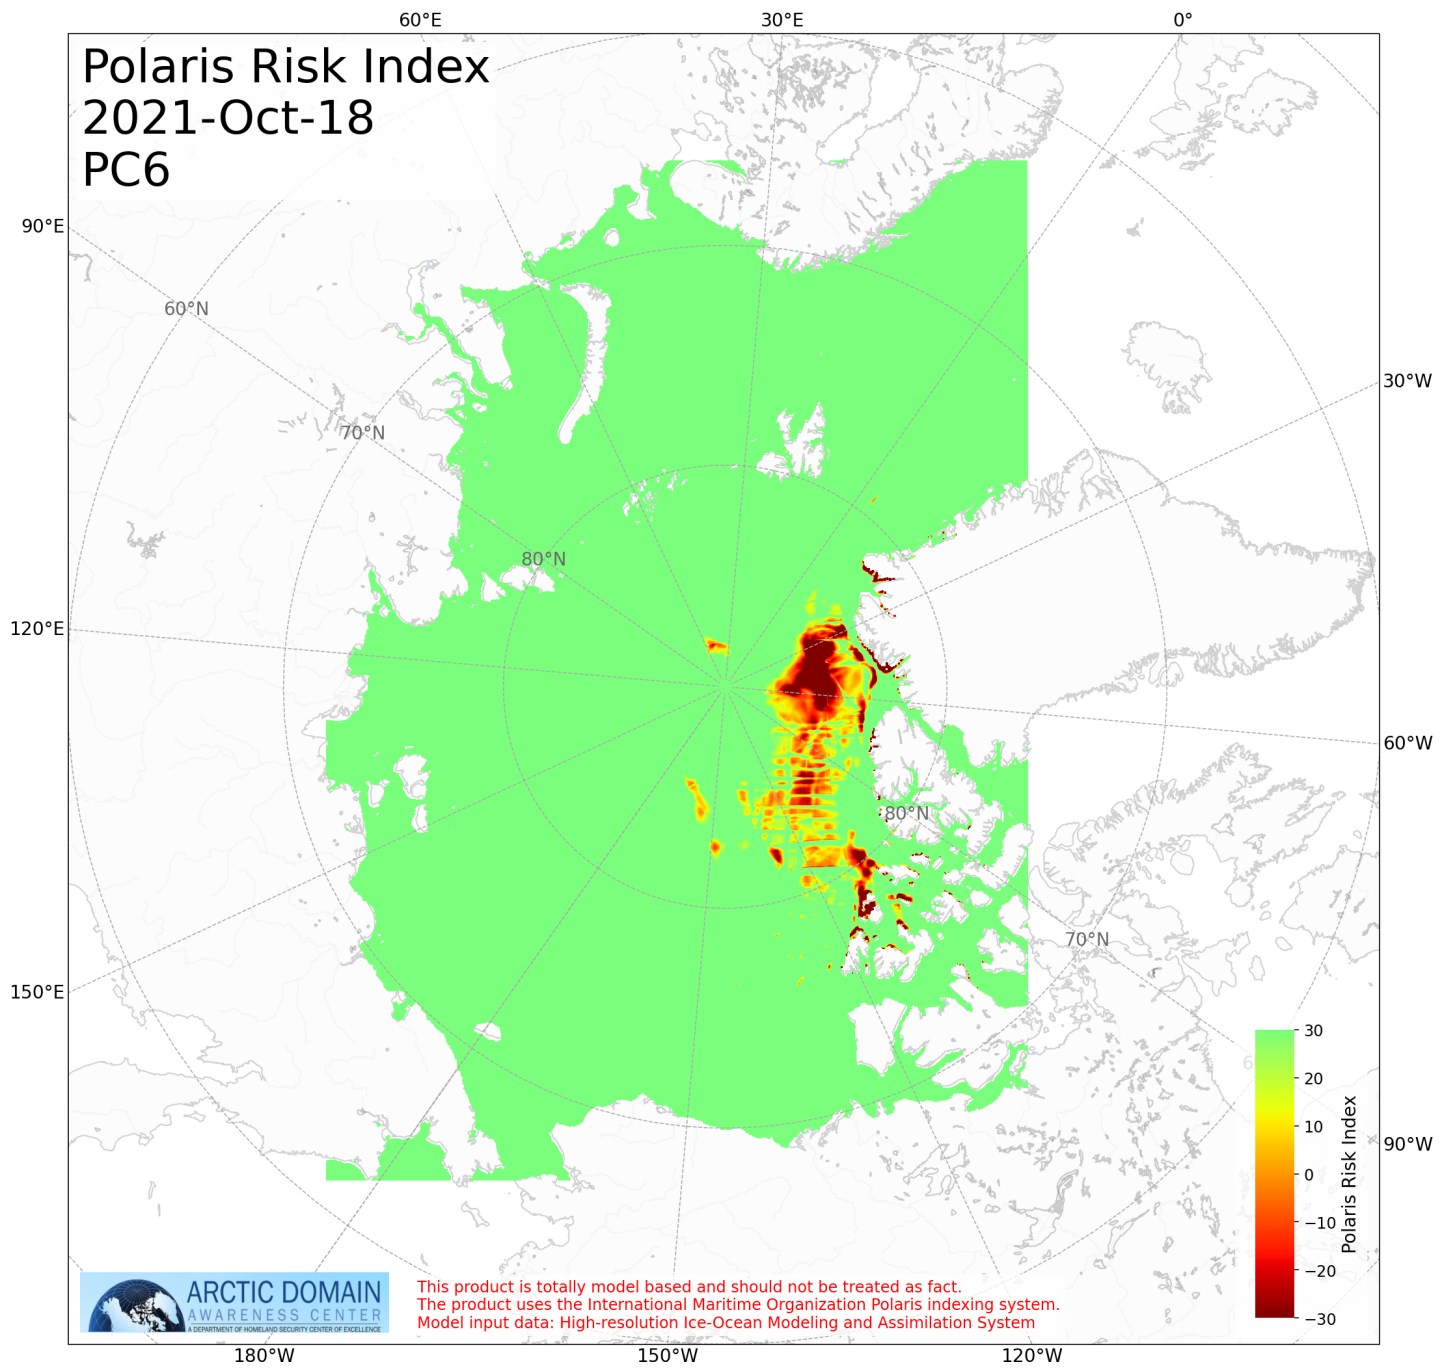 60°E 30°E 0°
Polaris Risk Index
2021-Oct-18
PC6
90°E
60°N
30°W
70°N
80°N
120°E
60°W
80°N
70°N
150°E
30
20
10
0
−10
−20
−30
Polaris Risk Index
90°W
ARCTIC DOMAIN
AWARENESS CENTER
A DEPARTMENT OF HOMELAND SECURITY CENTER OF EXCELLENCE
This product is totally model based and should not be treated as fact.
The product uses the International Maritime Organization Polaris indexing system.
Model input data: High-resolution Ice-Ocean Modeling and Assimilation System
180°W 150°W 120°W